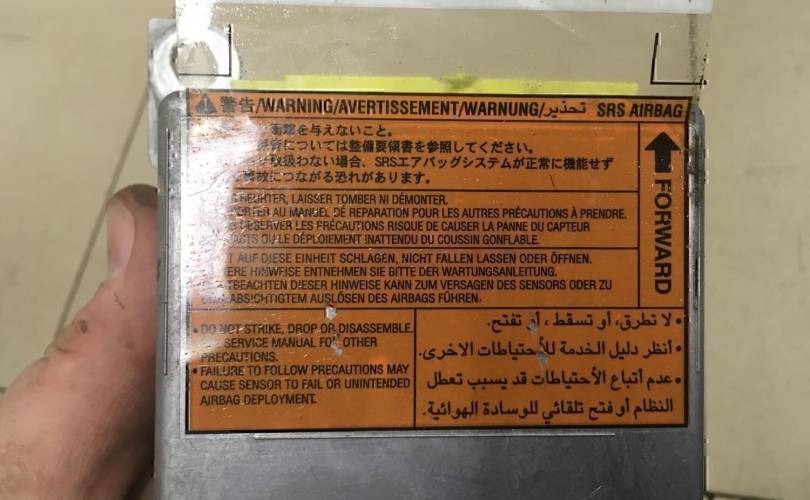 警告/WARNING/AVERTISSEMENT/WARNUNG/تحذير SRS AIRBAG
衝撃を与えないこと。
については整備要領書を参照してください。
取扱わない場合、SRSエアバッグシステムが正常に機能せず
故につながる恐れがあります。
HEURTER, LAISSER TOMBER NI DÉMONTER.
AU MANUEL DE REPARATION POUR LES AUTRES PRÉCAUTIONS À PRENDRE.
OBSERVER LES PRÉCAUTIONS RISQUE DE CAUSER LA PANNE DU CAPTEUR
OU LE DÉPLOIEMENT INATTENDU DU COUSSIN GONFLABLE.
AUF DIESE EINHEIT SCHLAGEN, NICHT FALLEN LASSEN ODER ÖFFNEN.
HINWEISE ENTNEHMEN SIE BITTE DER WARTUNGSANLEITUNG.
DIESER HINWEISE KANN ZUM VERSAGEN DES SENSORS ODER ZU
AUSLÖSEN DES AIRBAGS FÜHREN.
FORWARD
• DO NOT STRIKE, DROP OR DISASSEMBLE.
SERVICE MANUAL FOR OTHER
PRECAUTIONS.
• FAILURE TO FOLLOW PRECAUTIONS MAY
CAUSE SENSOR TO FAIL OR UNINTENDED
AIRBAG DEPLOYMENT.
• لا تطرق، أو تسقط، أو تفتح.
• أنظر دليل الخدمة للأحتياطات الاخرى.
• عدم أتباع الأحتياطات قد يسبب تعطل
النظام أو فتح تلقائي للوسادة الهوائية.